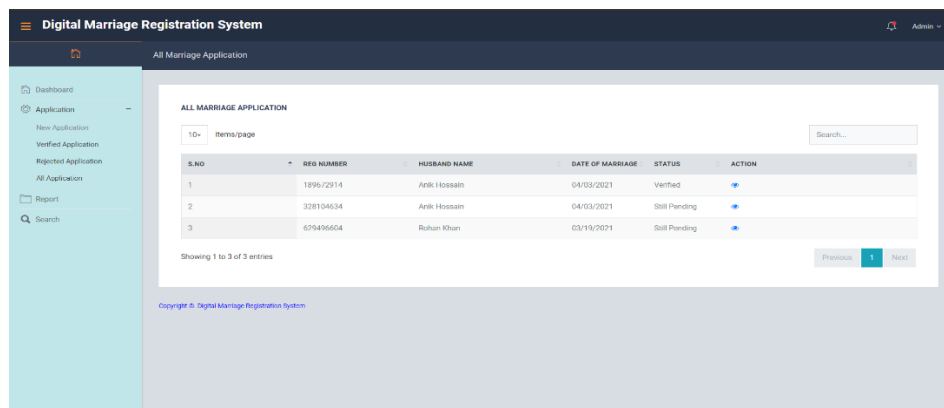 Digital Marriage Registration System
Admin
All Marriage Application
Dashboard
Application
New Application
Verified Application
Rejected Application
All Application
Report
Search
ALL MARRIAGE APPLICATION
10 items/page
Search...
S.NO REG NUMBER HUSBAND NAME DATE OF MARRIAGE STATUS ACTION
1 189672914 Anik Hossain 04/03/2021 Verified
2 328104634 Anik Hossain 04/03/2021 Still Pending
3 629496604 Rohan Khan 03/19/2021 Still Pending
Showing 1 to 3 of 3 entries
Previous 1 Next
Copyright © Digital Marriage Registration System